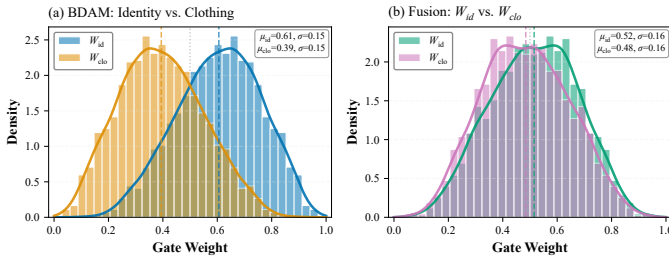 (a) BDAM: Identity vs. Clothing
2.5
2.0
1.5
1.0
0.5
0.0
Density
W_id
W_clo
μ_id=0.61, σ=0.15
μ_clo=0.39, σ=0.15
0.0 0.2 0.4 0.6 0.8 1.0
Gate Weight
(b) Fusion: W_id vs. W_clo
2.0
1.5
1.0
0.5
0.0
Density
W_id
W_clo
μ_id=0.52, σ=0.16
μ_clo=0.48, σ=0.16
0.0 0.2 0.4 0.6 0.8 1.0
Gate Weight